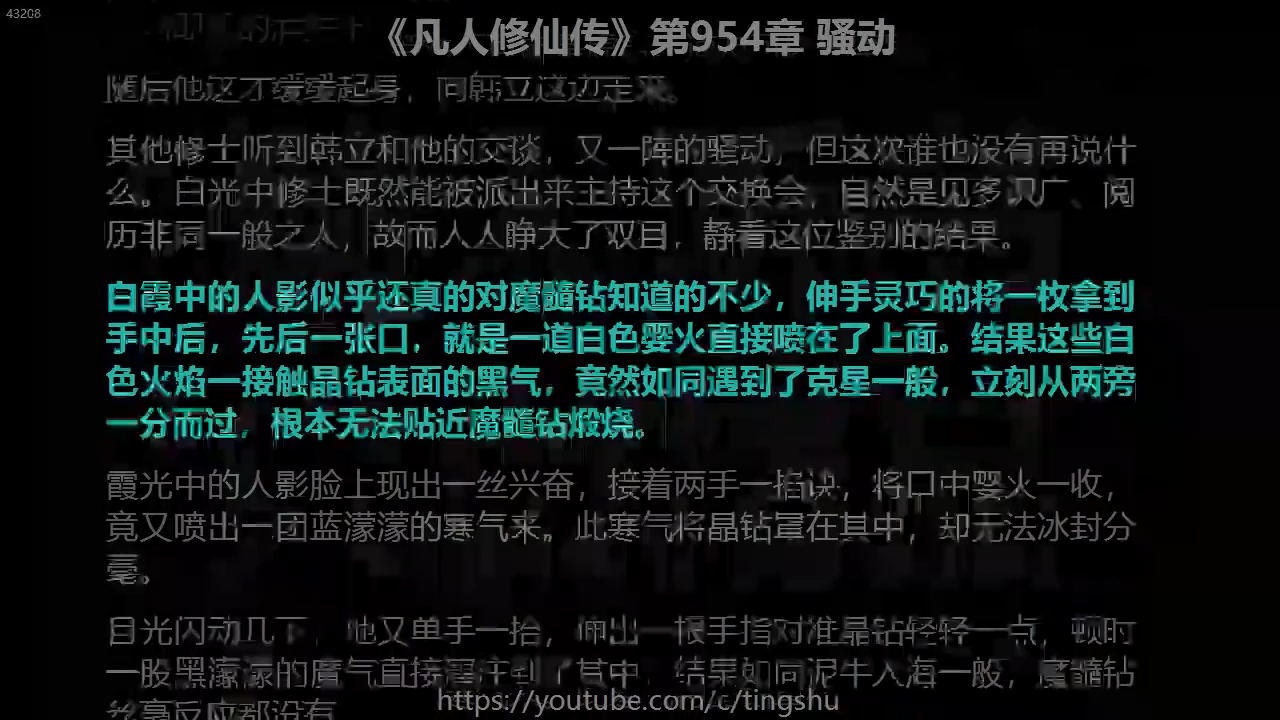 43208
《凡人修仙传》第954章 骚动
随后他这才缓缓起身，向韩立这边走来。
其他修士听到韩立和他的交谈，又一阵的骚动，但这次谁也没有再说什
么。白光中修士既然能被派出来主持这个交换会，自然是见多识广、阅
历非同一般之人，故而人人睁大了双目，静看这位鉴别的结果。
白霞中的人影似乎还真的对魔髓钻知道的不少，伸手灵巧的将一枚拿到
手中后，先后一张口，就是一道白色婴火直接喷在了上面。结果这些白
色火焰一接触晶钻表面的黑气，竟然如同遇到了克星一般，立刻从两旁
一分而过，根本无法贴近魔髓钻煅烧。
霞光中的人影脸上现出一丝兴奋，接着两手一掐诀，将口中婴火一收，
竟又喷出一团蓝濛濛的寒气来。此寒气将晶钻罩在其中，却无法冰封分
毫。
目光闪动几下，他又单手一抬，伸出一根手指对准晶钻轻轻一点，顿时
一股黑濛濛的魔气直接灌注到了其中，结果如同泥牛入海一般，魔髓钻
丝毫反应都没有
https://youtube.com/c/tingshu